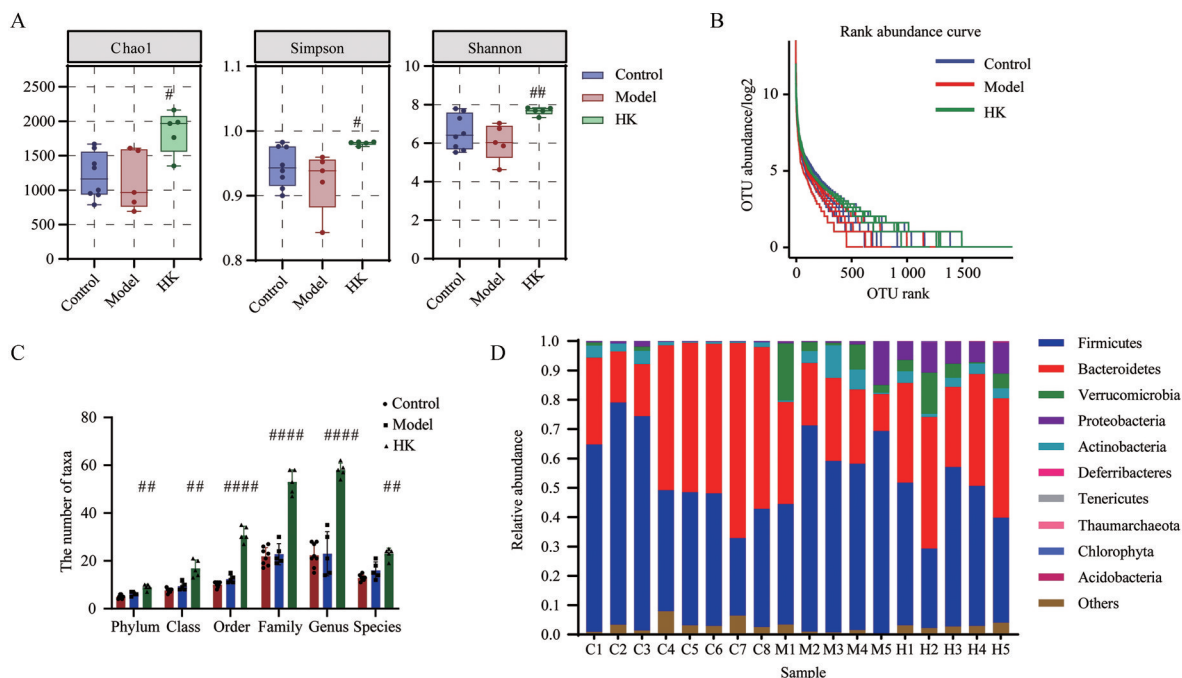 A
Chao1
Simpson
Shannon
2500
2000
1500
1000
500
0
#
Control
Model
HK
1.1
1.0
0.9
0.8
#
Control
Model
HK
10
8
6
4
2
0
##
Control
Model
HK
Control
Model
HK
B
Rank abundance curve
Control
Model
HK
OTU abundance/log2
10
5
0
0
500
1 000
1 500
OTU rank
C
Control
Model
HK
The number of taxa
80
60
40
20
0
##
##
####
####
####
##
Phylum Class Order Family Genus Species
D
Relative abundance
1.0
0.9
0.8
0.7
0.6
0.5
0.4
0.3
0.2
0.1
0.0
C1 C2 C3 C4 C5 C6 C7 C8 M1 M2 M3 M4 M5 H1 H2 H3 H4 H5
Sample
Firmicutes
Bacteroidetes
Verrucomicrobia
Proteobacteria
Actinobacteria
Deferribacteres
Tenericutes
Thaumarchaeota
Chlorophyta
Acidobacteria
Others